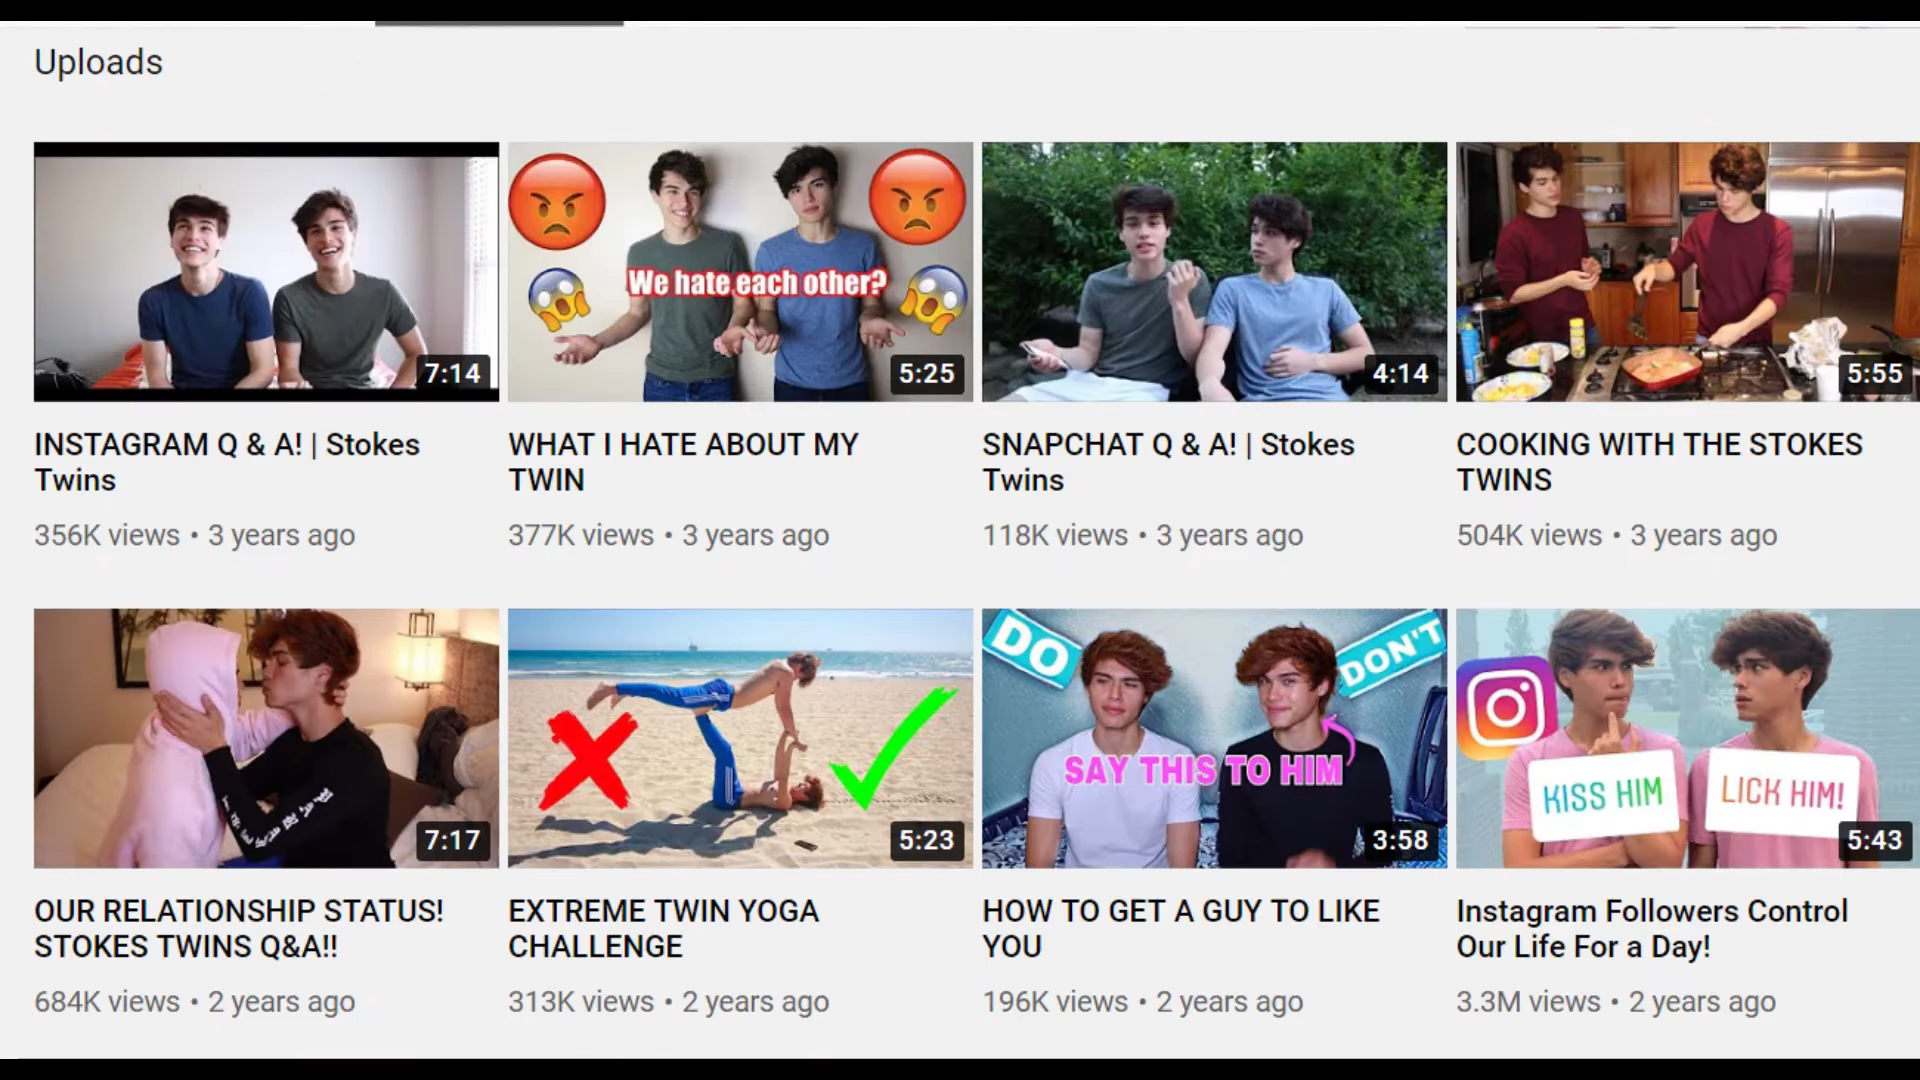 Uploads
We hate each other?
7:14
5:25
4:14
5:55
INSTAGRAM Q & A! | Stokes
Twins
356K views • 3 years ago
WHAT I HATE ABOUT MY
TWIN
377K views • 3 years ago
SNAPCHAT Q & A! | Stokes
Twins
118K views • 3 years ago
COOKING WITH THE STOKES
TWINS
504K views • 3 years ago
7:17
5:23
DO
DON'T
SAY THIS TO HIM
3:58
KISS HIM
LICK HIM!
5:43
OUR RELATIONSHIP STATUS!
STOKES TWINS Q&A!!
684K views • 2 years ago
EXTREME TWIN YOGA
CHALLENGE
313K views • 2 years ago
HOW TO GET A GUY TO LIKE
YOU
196K views • 2 years ago
Instagram Followers Control
Our Life For a Day!
3.3M views • 2 years ago